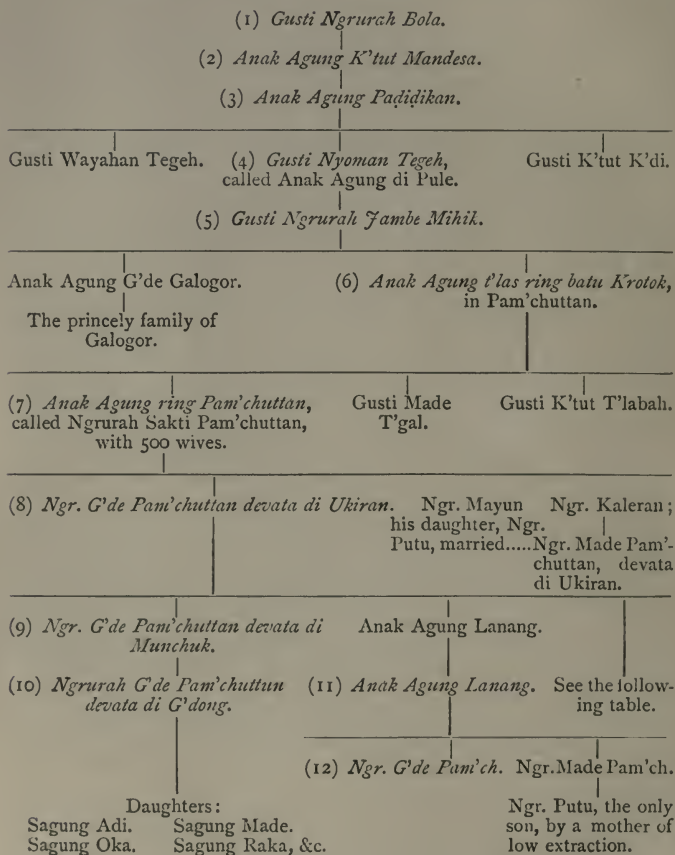 (1) Gusti Ngrurah Bola.
(2) Anak Agung K'tut Mandesa.
(3) Anak Agung Padidikan.
Gusti Wayahan Tegeh. (4) Gusti Nyoman Tegeh, Gusti K'tut K'di.
called Anak Agung di Pule.
(5) Gusti Ngrurah Jambe Mihik.
Anak Agung G'de Galogor. (6) Anak Agung t'las ring batu Krotok,
in Pam'chuttan.
The princely family of
Galogor.
(7) Anak Agung ring Pam'chuttan, Gusti Made Gusti K'tut T'labah.
called Ngrurah Sakti Pam'chuttan, T'gal.
with 500 wives.
(8) Ngr. G'de Pam'chuttan devata di Ukiran. Ngr. Mayun Ngr. Kaleran;
his daughter, Ngr.
Putu, married.....Ngr. Made Pam'-
chuttan, devata
di Ukiran.
(9) Ngr. G'de Pam'chuttan devata di Anak Agung Lanang.
Munchuk.
(10) Ngrurah G'de Pam'chuttun (11) Anak Agung Lanang. See the follow-
devata di G'dong. ing table.
(12) Ngr. G'de Pam'ch. Ngr. Made Pam'ch.
Daughters: Ngr. Putu, the only
Sagung Adi. Sagung Made. son, by a mother of
Sagung Oka. Sagung Raka, &c. low extraction.